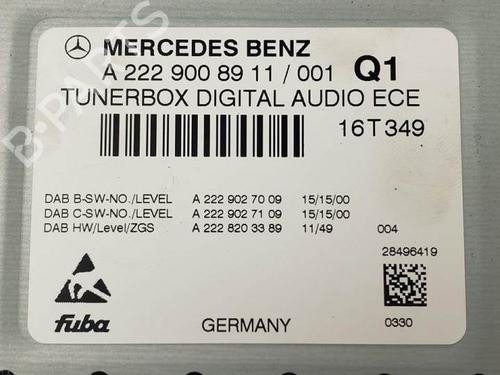 MERCEDES BENZ
A 222 900 89 11 / 001 Q1
TUNERBOX DIGITAL AUDIO ECE
16T349
DAB B-SW-NO./LEVEL A 222 902 70 09 15/15/00
DAB C-SW-NO./LEVEL A 222 902 71 09 15/15/00
DAB HW/Level/ZGS A 222 820 33 89 11/49 004
28496419
fuba GERMANY 0330
B-PARTS